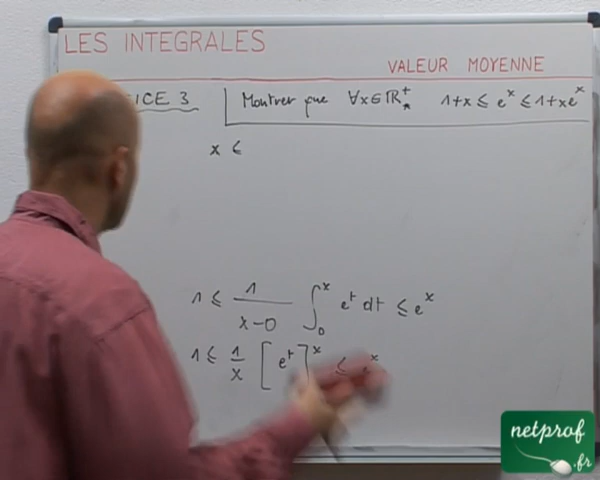 LES INTEGRALES
VALEUR MOYENNE
ICE 3 Montrer que ∀x∈ℝ₊* 1+x ≤ eˣ ≤ 1+xeˣ
x ≤
1 ≤ 1/(x-0) ∫₀ˣ eᵗ dt ≤ eˣ
1 ≤ 1/x [eᵗ]ˣ ≤ eˣ
netprof
.fr